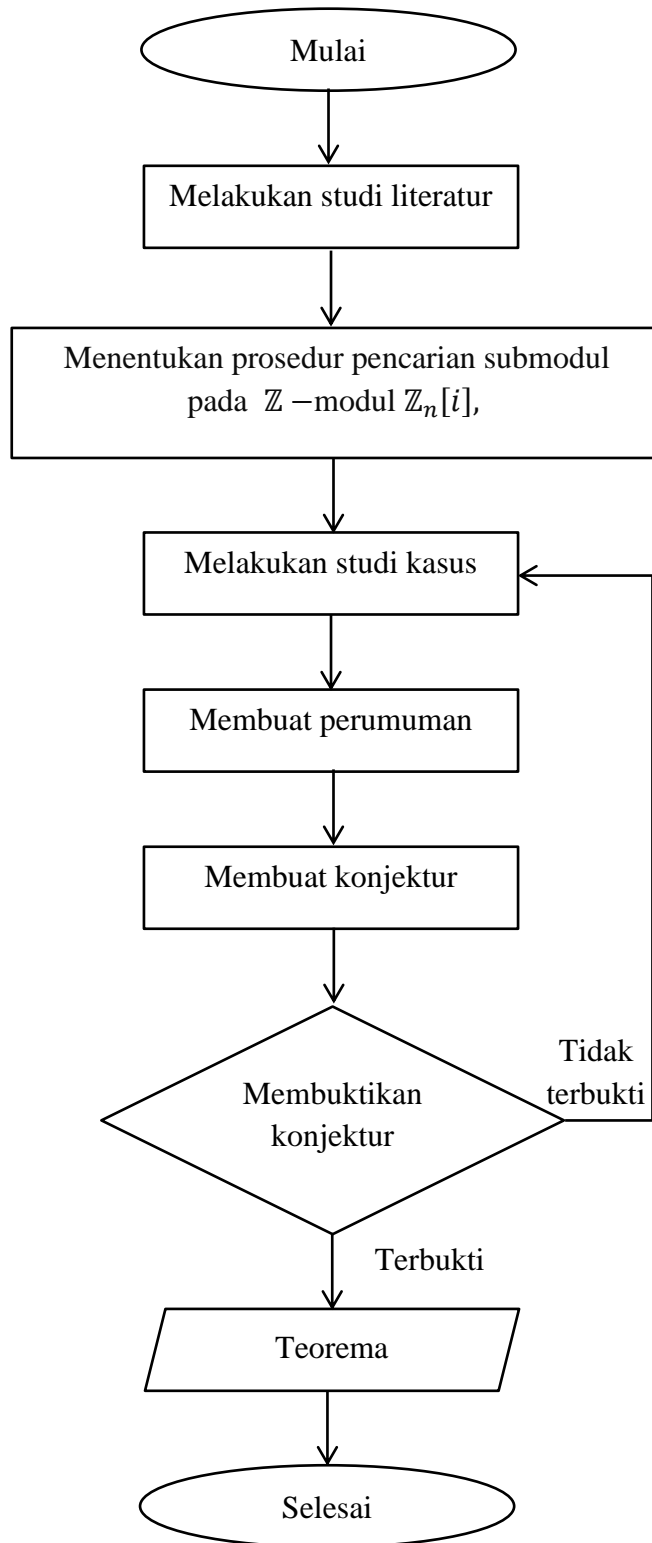 Mulai
Melakukan studi literatur
Menentukan prosedur pencarian submodul
pada ℤ −modul ℤ𝑛[𝑖],
Melakukan studi kasus
Membuat perumuman
Membuat konjektur
Membuktikan
konjektur
Tidak
terbukti
Terbukti
Teorema
Selesai